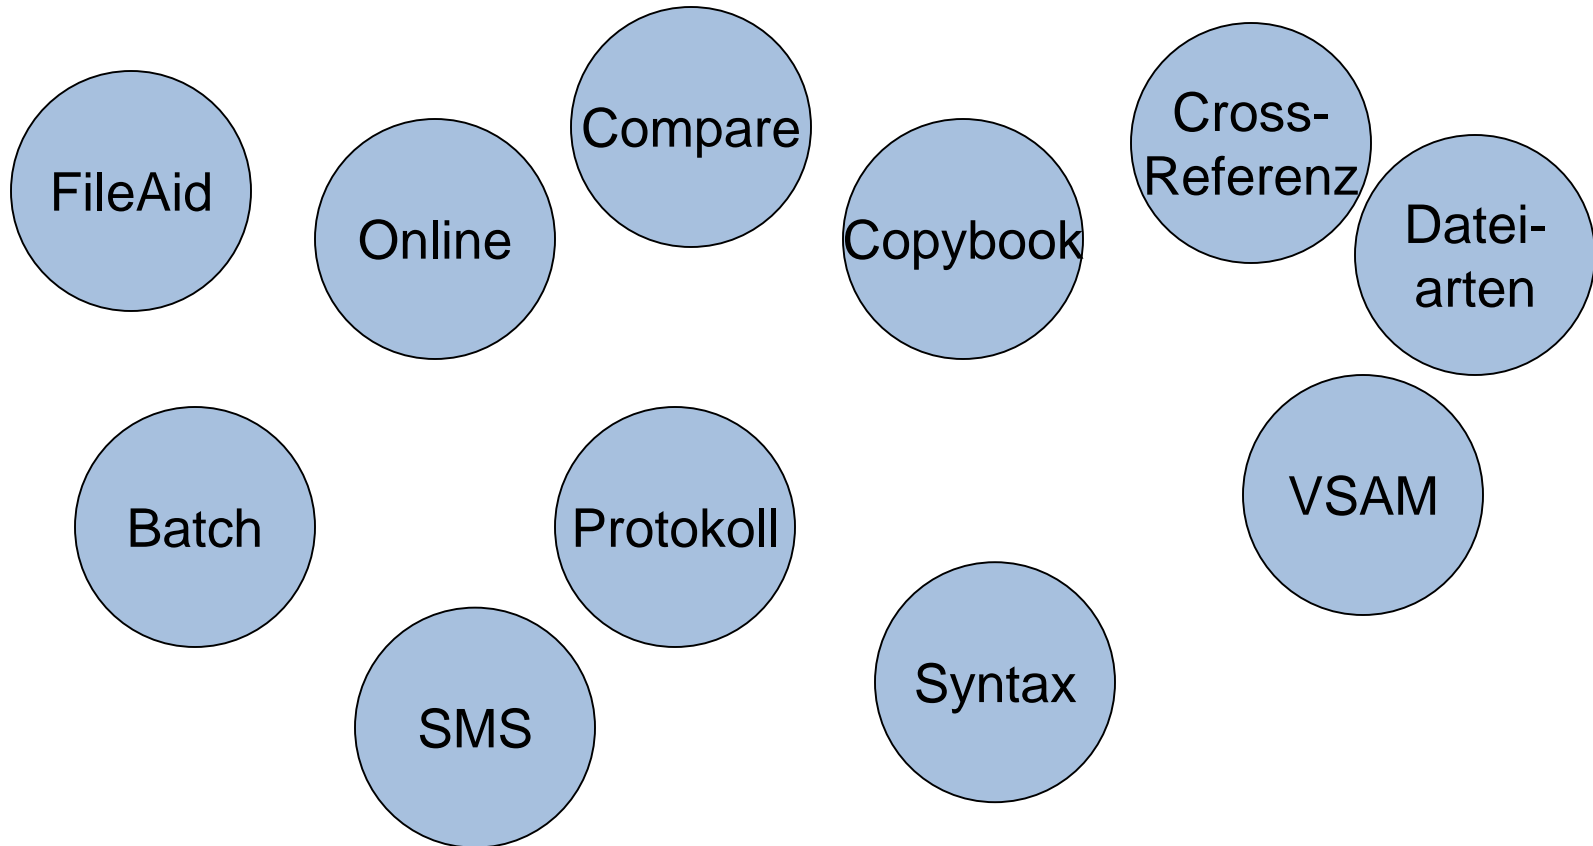 FileAid
Online
Compare
Copybook
Cross-
Referenz
Datei-
arten
Batch
Protokoll
VSAM
SMS
Syntax